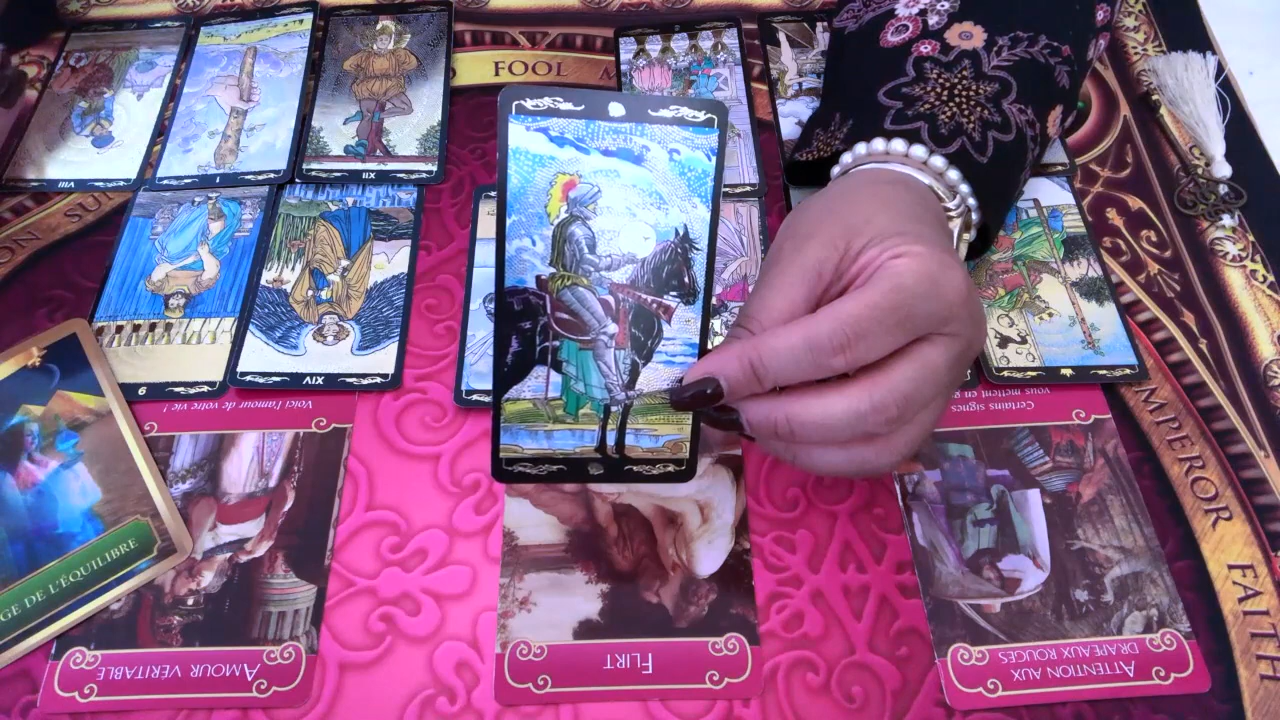 FOOL
VIII
I
XII
6
XIV
Voici l'amour de votre vie !
Certains signes
vous mettent en g
GE DE L'ÉQUILIBRE
AMOUR VÉRITABLE
FLIRT
ATTENTION AUX
DRAPEAUX ROUGES
EMPEROR
FAITH